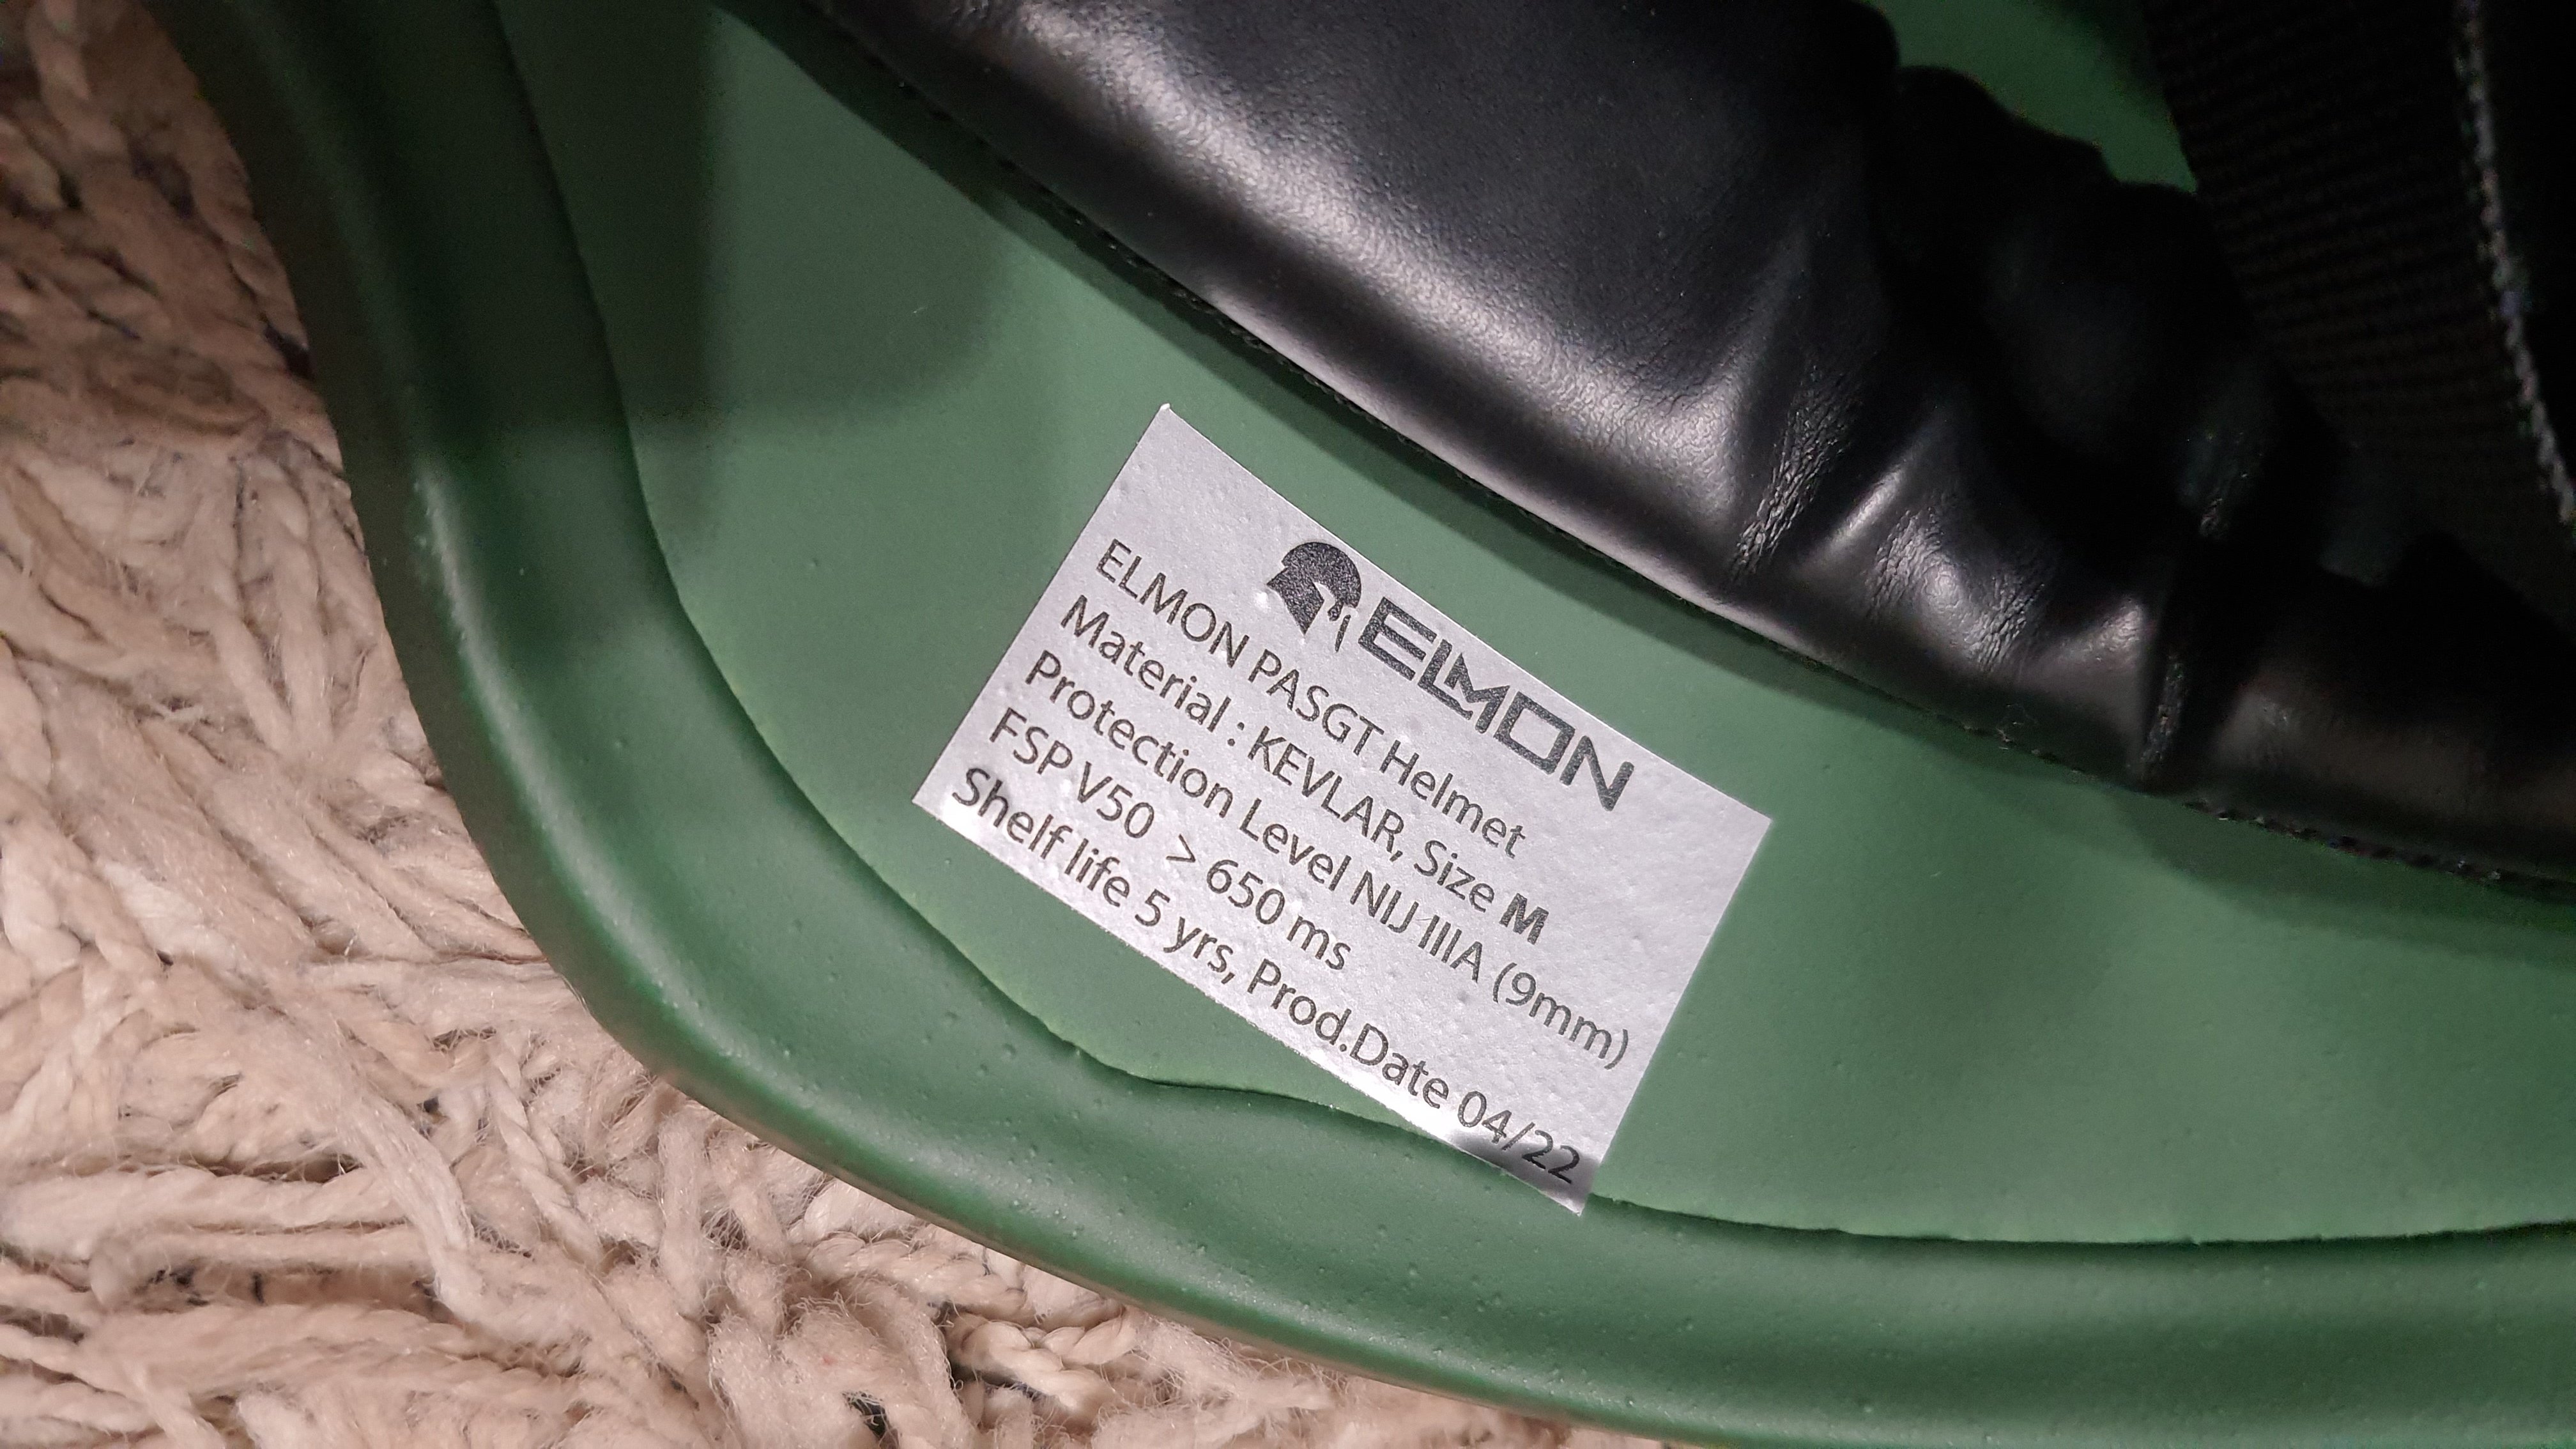 ELMON
ELMON PASGT Helmet
Material : KEVLAR, Size M
Protection Level NIJ IIIA (9mm)
FSP V50 > 650 ms
Shelf life 5 yrs, Prod.Date 04/22